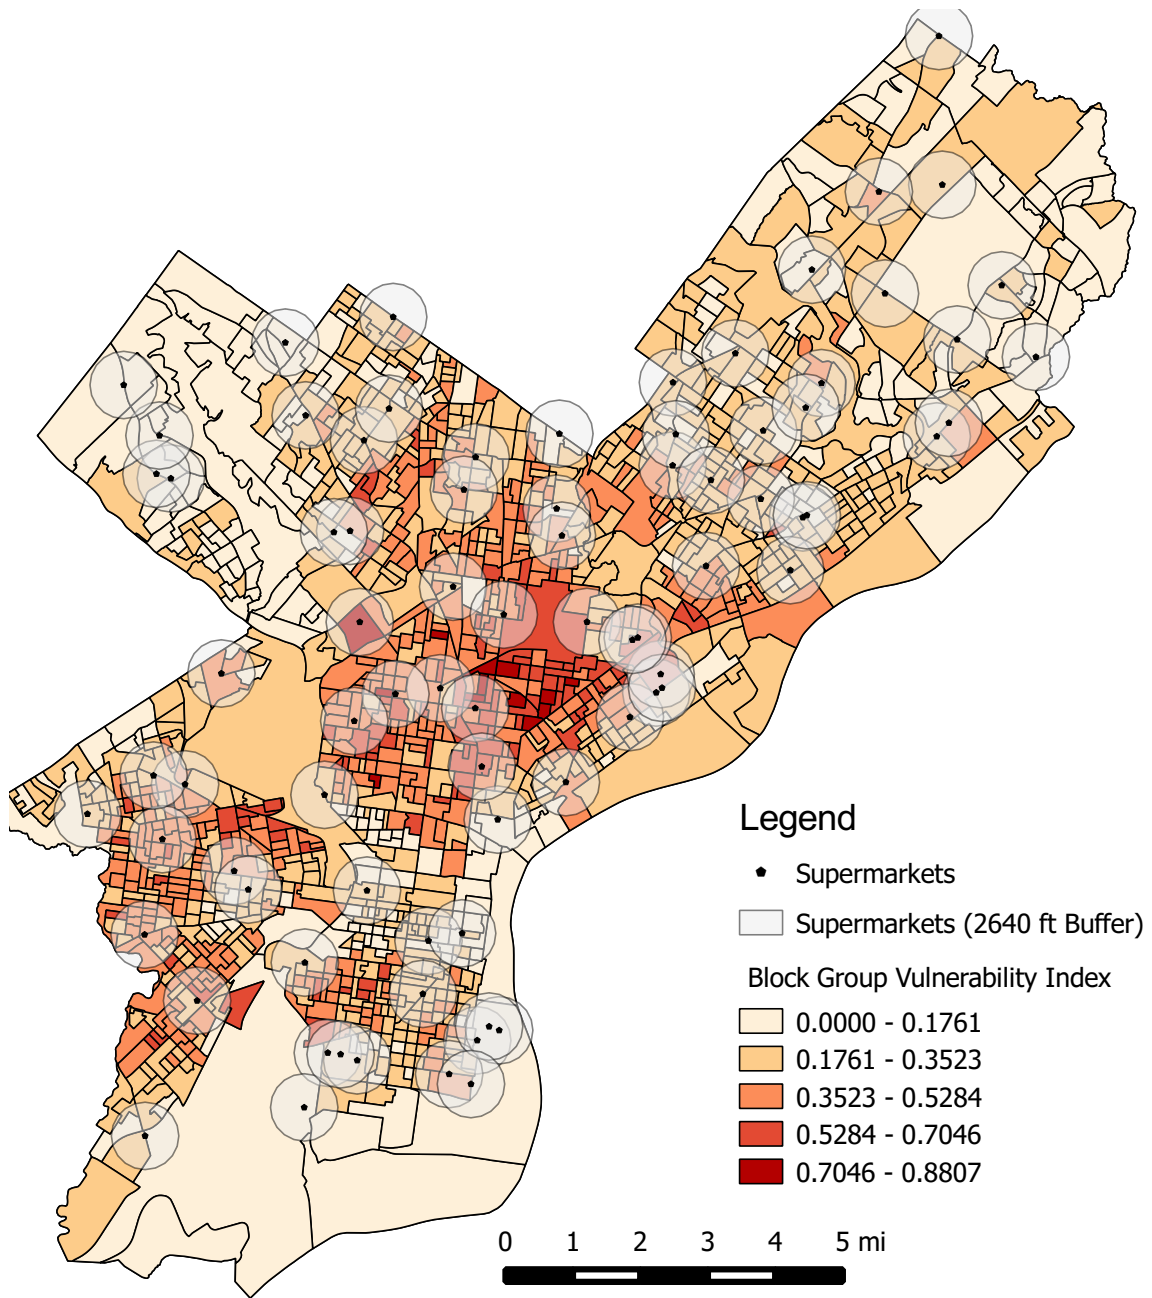 Legend
Supermarkets
Supermarkets (2640 ft Buffer)
Block Group Vulnerability Index
0.0000 - 0.1761
0.1761 - 0.3523
0.3523 - 0.5284
0.5284 - 0.7046
0.7046 - 0.8807
0 1 2 3 4 5 mi